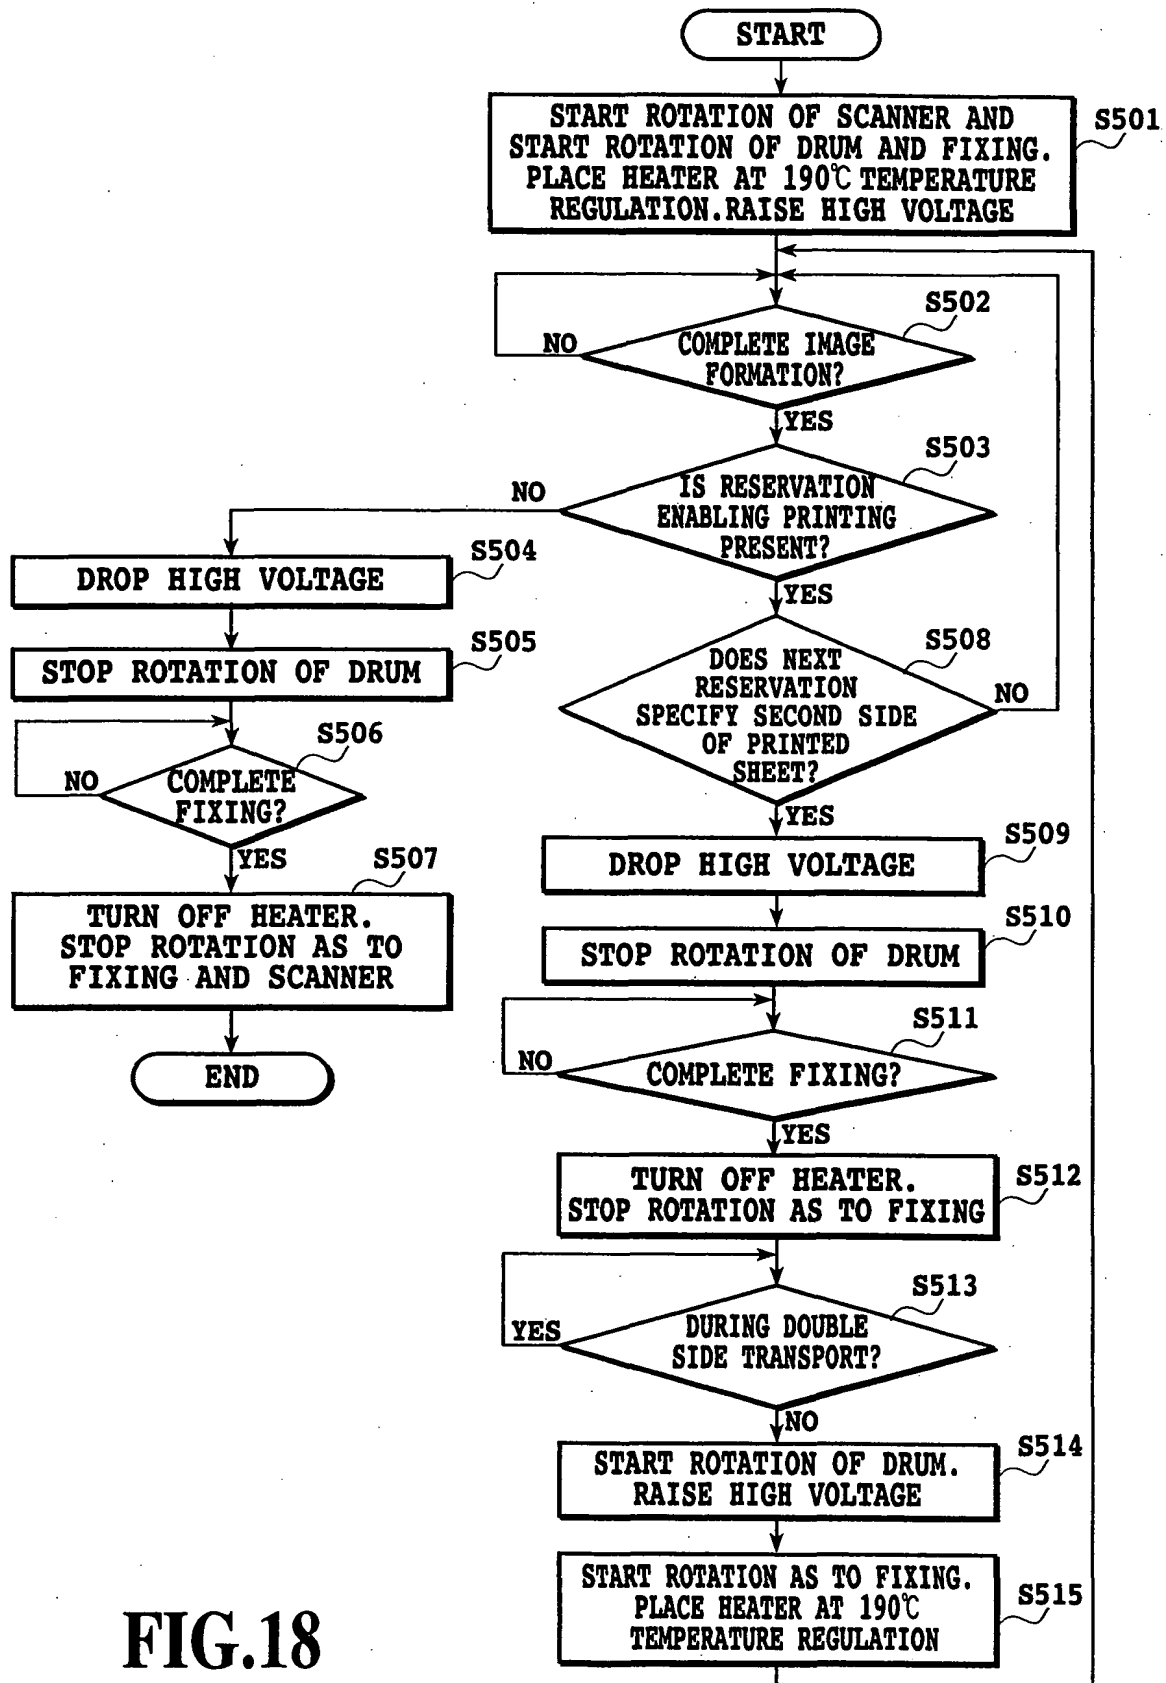 START
START ROTATION OF SCANNER AND
START ROTATION OF DRUM AND FIXING.
PLACE HEATER AT 190℃ TEMPERATURE
REGULATION.RAISE HIGH VOLTAGE
S501
S502
COMPLETE IMAGE
FORMATION?
NO
YES
S503
IS RESERVATION
ENABLING PRINTING
PRESENT?
NO
YES
S504
DROP HIGH VOLTAGE
S505
STOP ROTATION OF DRUM
S506
COMPLETE
FIXING?
NO
YES
S507
TURN OFF HEATER.
STOP ROTATION AS TO
FIXING AND SCANNER
END
S508
DOES NEXT
RESERVATION
SPECIFY SECOND SIDE
OF PRINTED
SHEET?
NO
YES
S509
DROP HIGH VOLTAGE
S510
STOP ROTATION OF DRUM
S511
COMPLETE FIXING?
NO
YES
S512
TURN OFF HEATER.
STOP ROTATION AS TO FIXING
S513
DURING DOUBLE
SIDE TRANSPORT?
YES
NO
S514
START ROTATION OF DRUM.
RAISE HIGH VOLTAGE
S515
START ROTATION AS TO FIXING.
PLACE HEATER AT 190℃
TEMPERATURE REGULATION
FIG.18